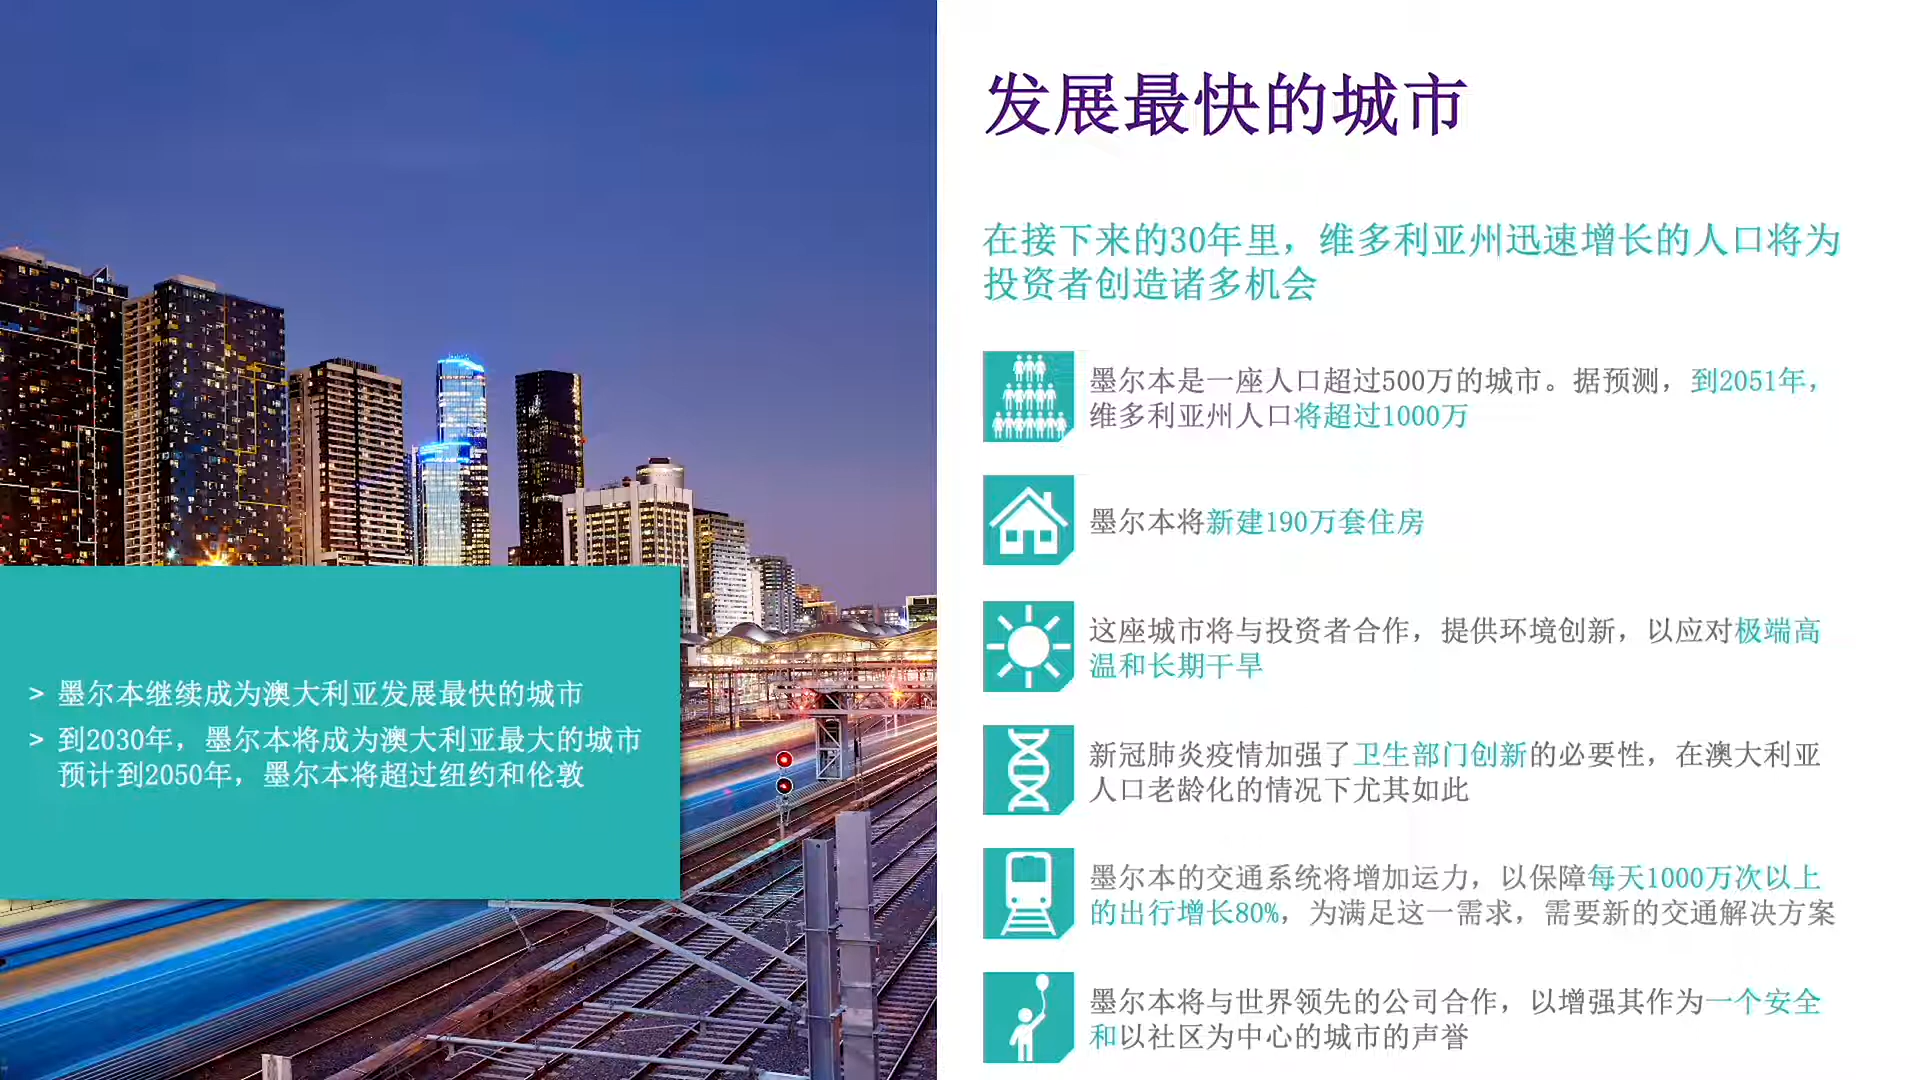 发展最快的城市
在接下来的30年里，维多利亚州迅速增长的人口将为
投资者创造诸多机会
墨尔本是一座人口超过500万的城市。据预测，到2051年，
维多利亚州人口将超过1000万
墨尔本将新建190万套住房
这座城市将与投资者合作，提供环境创新，以应对极端高
温和长期干旱
新冠肺炎疫情加强了卫生部门创新的必要性，在澳大利亚
人口老龄化的情况下尤其如此
墨尔本的交通系统将增加运力，以保障每天1000万次以上
的出行增长80%，为满足这一需求，需要新的交通解决方案
墨尔本将与世界领先的公司合作，以增强其作为一个安全
和以社区为中心的城市的声誉
> 墨尔本继续成为澳大利亚发展最快的城市
> 到2030年，墨尔本将成为澳大利亚最大的城市
预计到2050年，墨尔本将超过纽约和伦敦